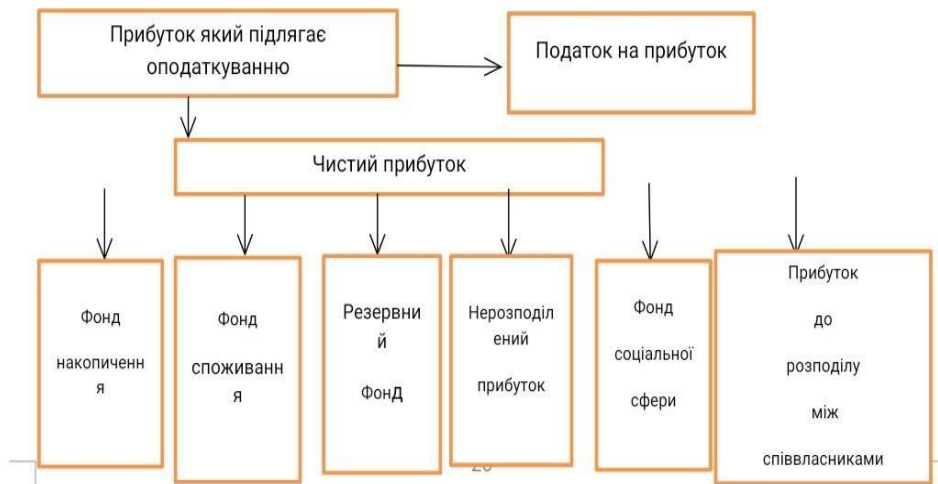 Прибуток який підлягає
оподаткуванню
Податок на прибуток
Чистий прибуток
Фонд
накопиченн
я
Фонд
споживанн
я
Резервни
й
Фонд
Нерозподіл
ений
прибуток
Фонд
соціальної
сфери
Прибуток
до
розподілу
між
співвласниками